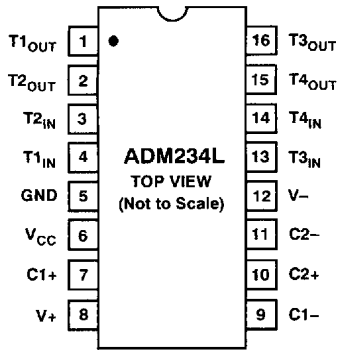 T1OUT 1 16 T3OUT
T2OUT 2 15 T4OUT
T2IN 3 14 T4IN
T1IN 4 ADM234L 13 T3IN
TOP VIEW
GND 5 (Not to Scale) 12 V–
VCC 6 11 C2–
C1+ 7 10 C2+
V+ 8 9 C1–